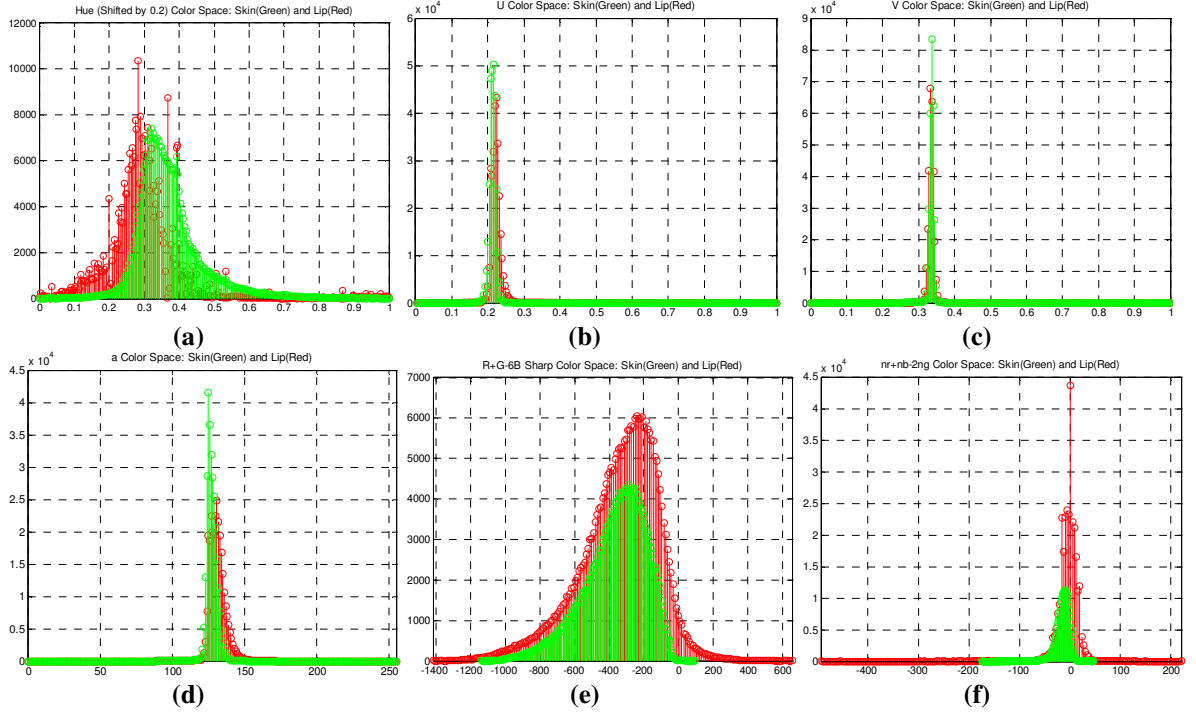 Hue (Shifted by 0.2) Color Space: Skin(Green) and Lip(Red)
12000
10000
8000
6000
4000
2000
0
0 0.1 0.2 0.3 0.4 0.5 0.6 0.7 0.8 0.9 1
(a)
x 10⁴
U Color Space: Skin(Green) and Lip(Red)
6
5
4
3
2
1
0
0 0.1 0.2 0.3 0.4 0.5 0.6 0.7 0.8 0.9 1
(b)
x 10⁴
V Color Space: Skin(Green) and Lip(Red)
9
8
7
6
5
4
3
2
1
0
0 0.1 0.2 0.3 0.4 0.5 0.6 0.7 0.8 0.9 1
(c)
x 10⁴
a Color Space: Skin(Green) and Lip(Red)
4.5
4
3.5
3
2.5
2
1.5
1
0.5
0
0 50 100 150 200 250
(d)
R+G-6B Sharp Color Space: Skin(Green) and Lip(Red)
7000
6000
5000
4000
3000
2000
1000
0
-1400 -1200 -1000 -800 -600 -400 -200 0 200 400 600
(e)
x 10⁴
nr+nb-2ng Color Space: Skin(Green) and Lip(Red)
4.5
4
3.5
3
2.5
2
1.5
1
0.5
0
-400 -300 -200 -100 0 100 200
(f)